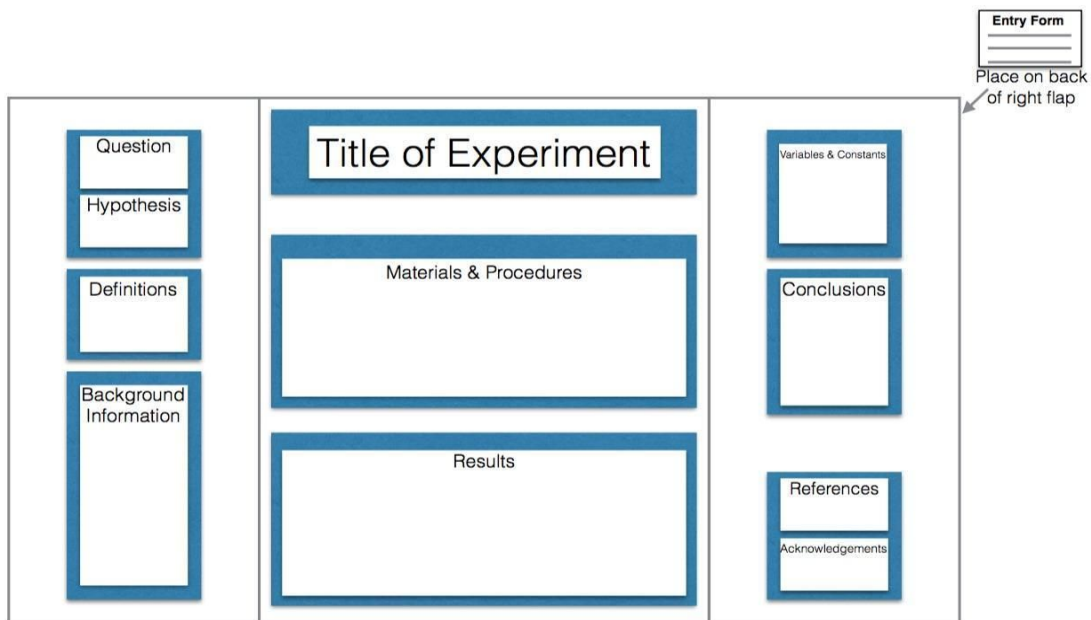 Entry Form
Place on back
of right flap
Question
Hypothesis
Definitions
Background
Information
Title of Experiment
Materials & Procedures
Results
Variables & Constants
Conclusions
References
Acknowledgements